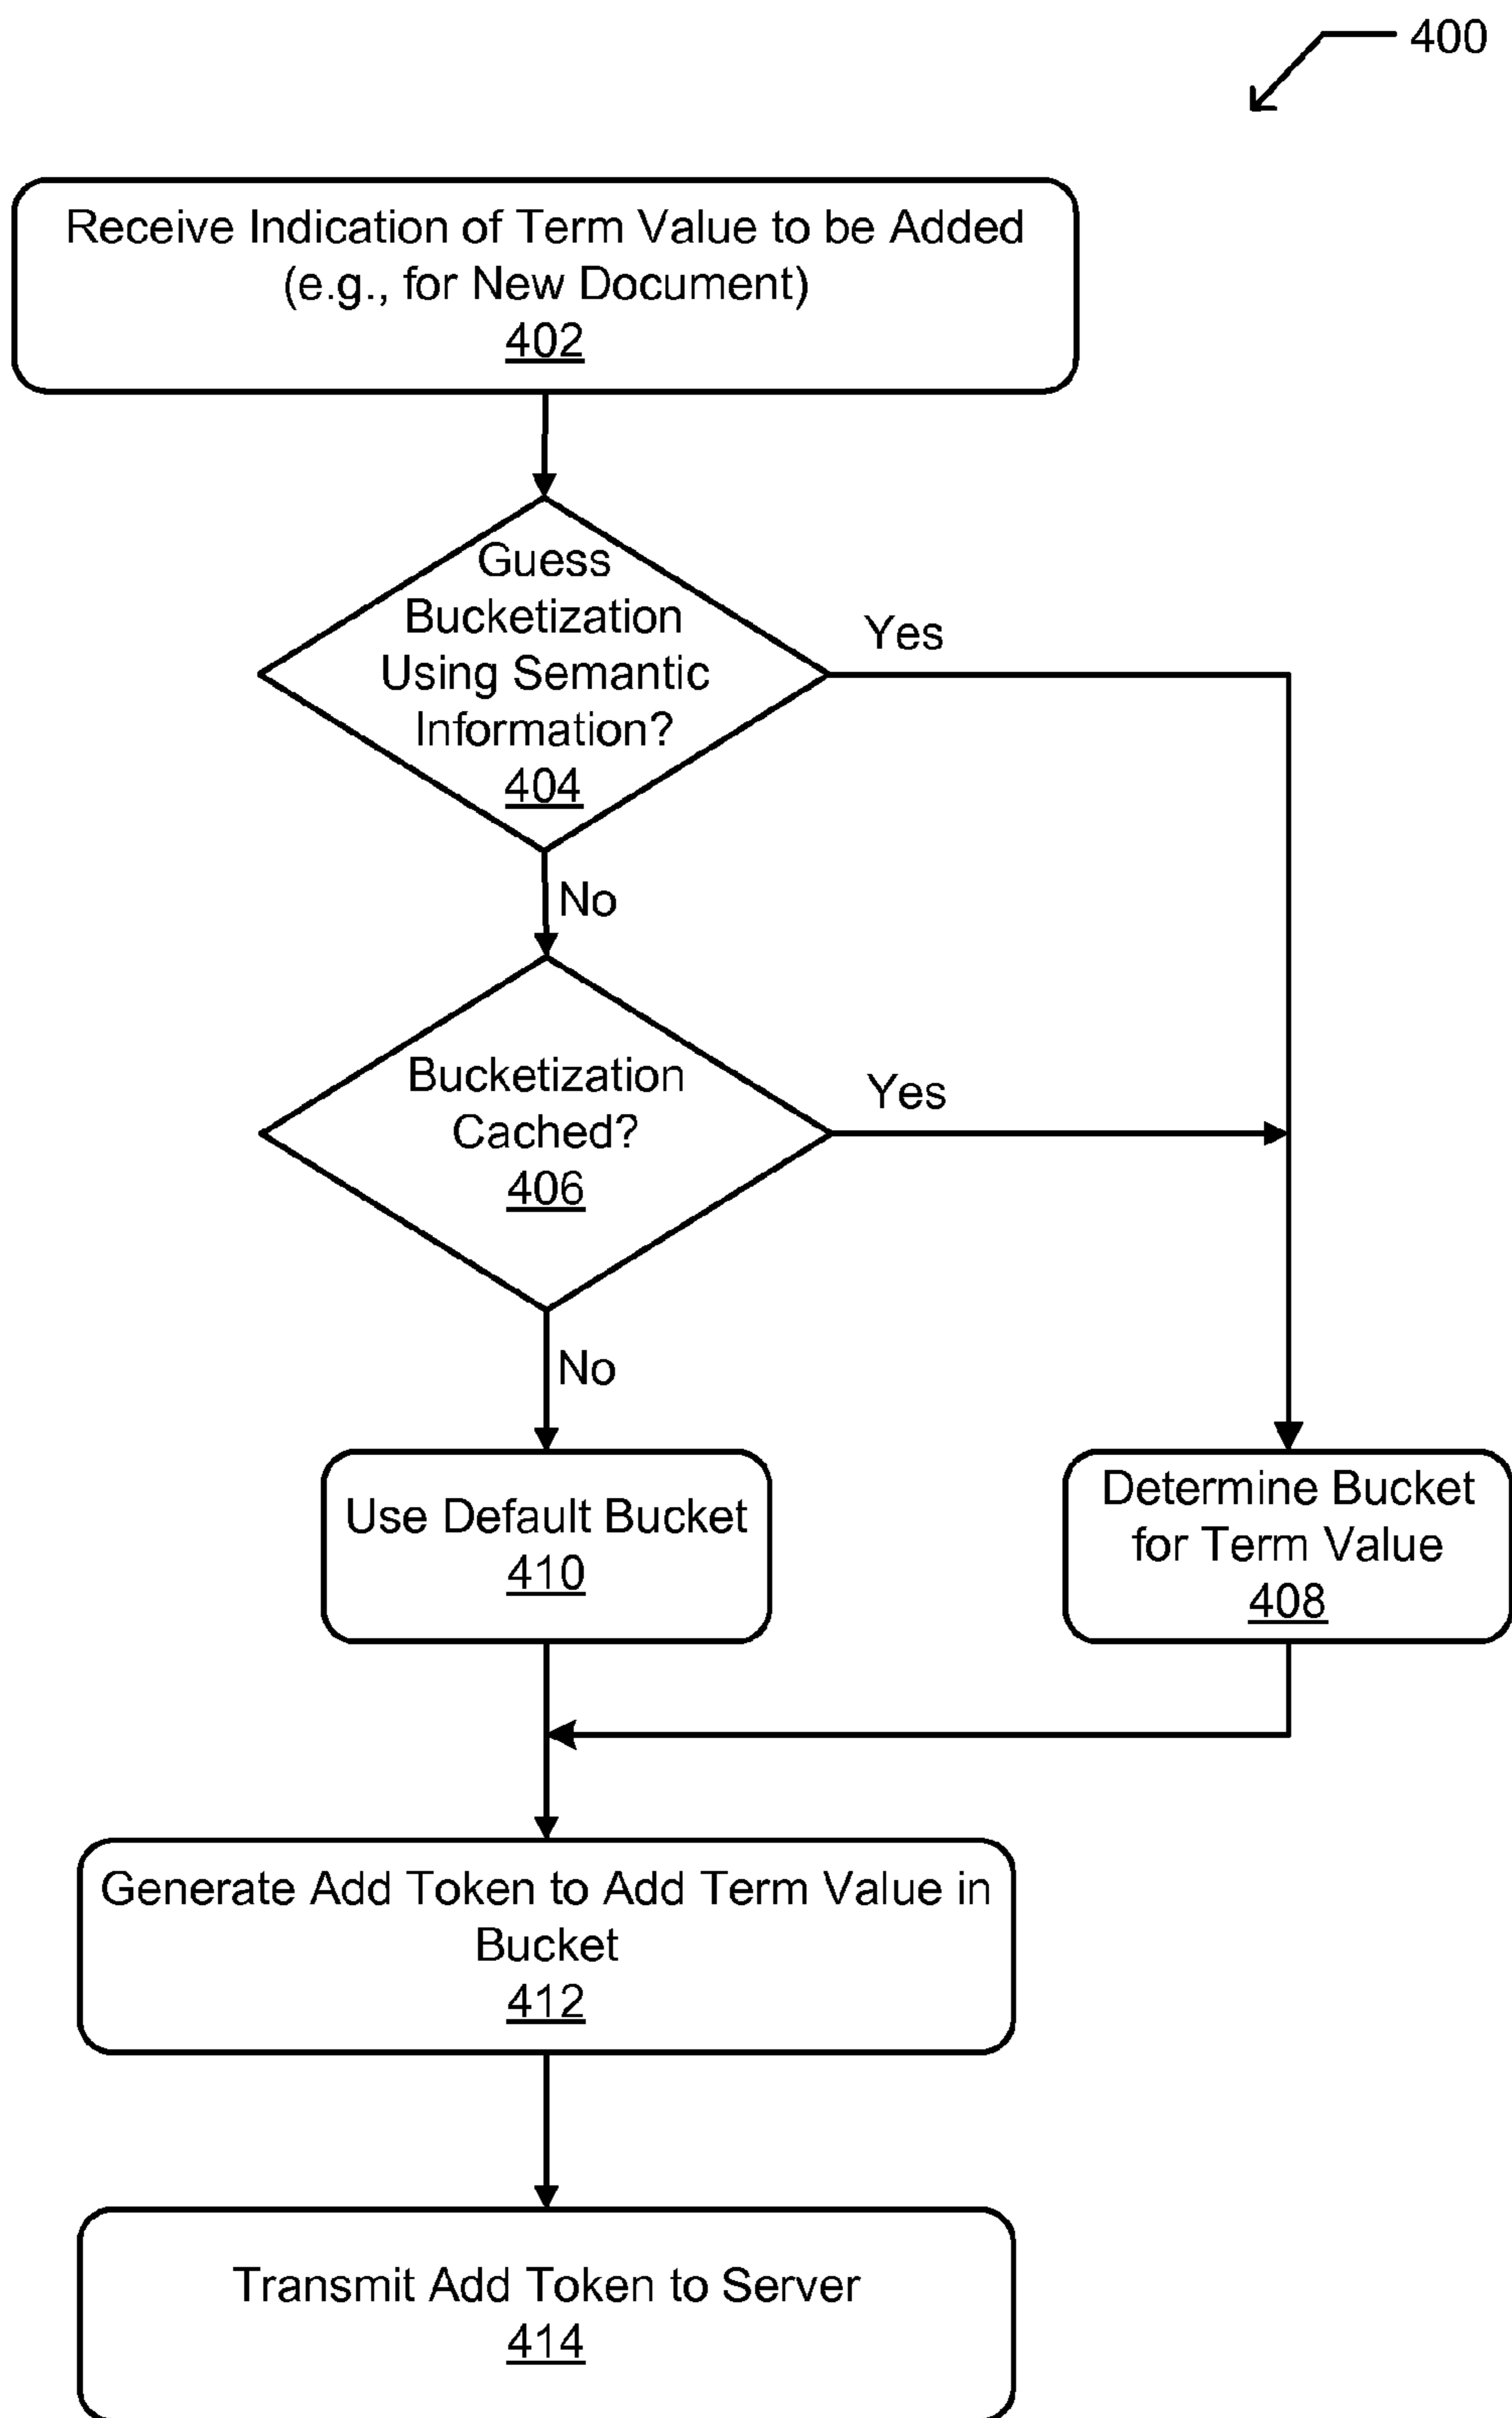 400
Receive Indication of Term Value to be Added
(e.g., for New Document)
402
Guess
Bucketization
Using Semantic
Information?
404
Yes
No
Bucketization
Cached?
406
Yes
No
Use Default Bucket
410
Determine Bucket
for Term Value
408
Generate Add Token to Add Term Value in
Bucket
412
Transmit Add Token to Server
414